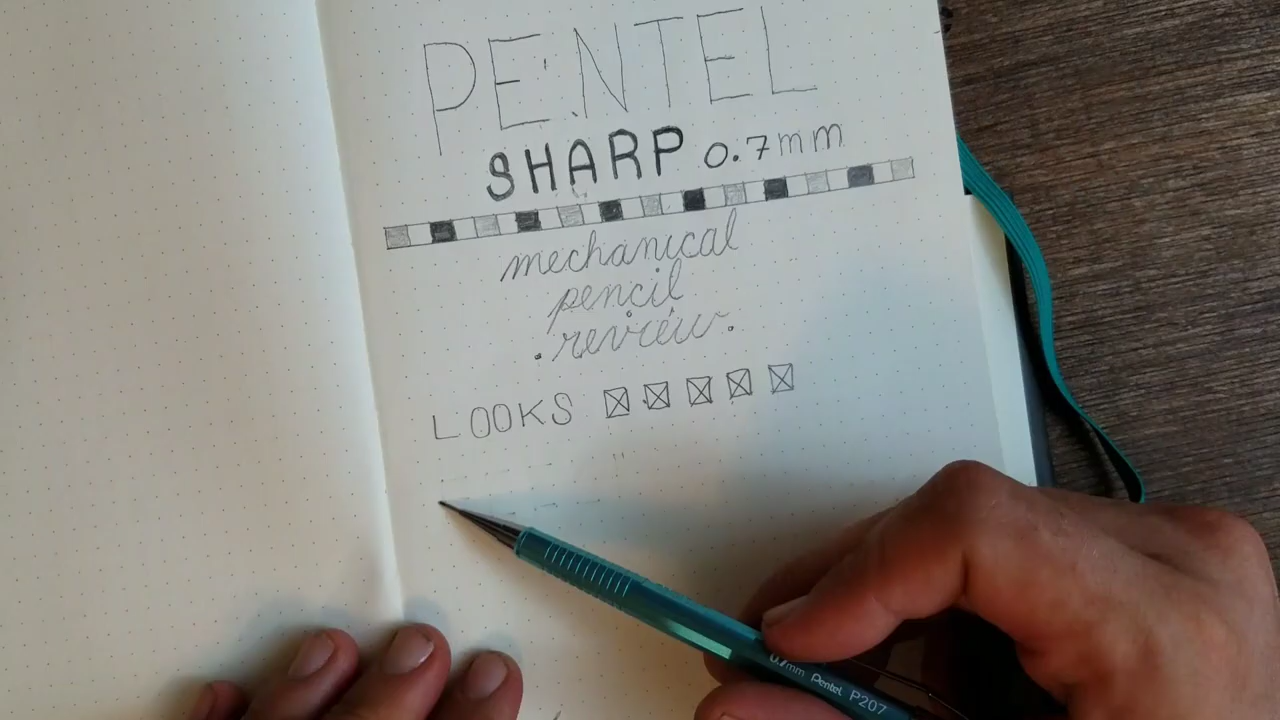 PENTEL
SHARP 0.7mm
mechanical
pencil
.review.
LOOKS
0.7mm Pentel P207